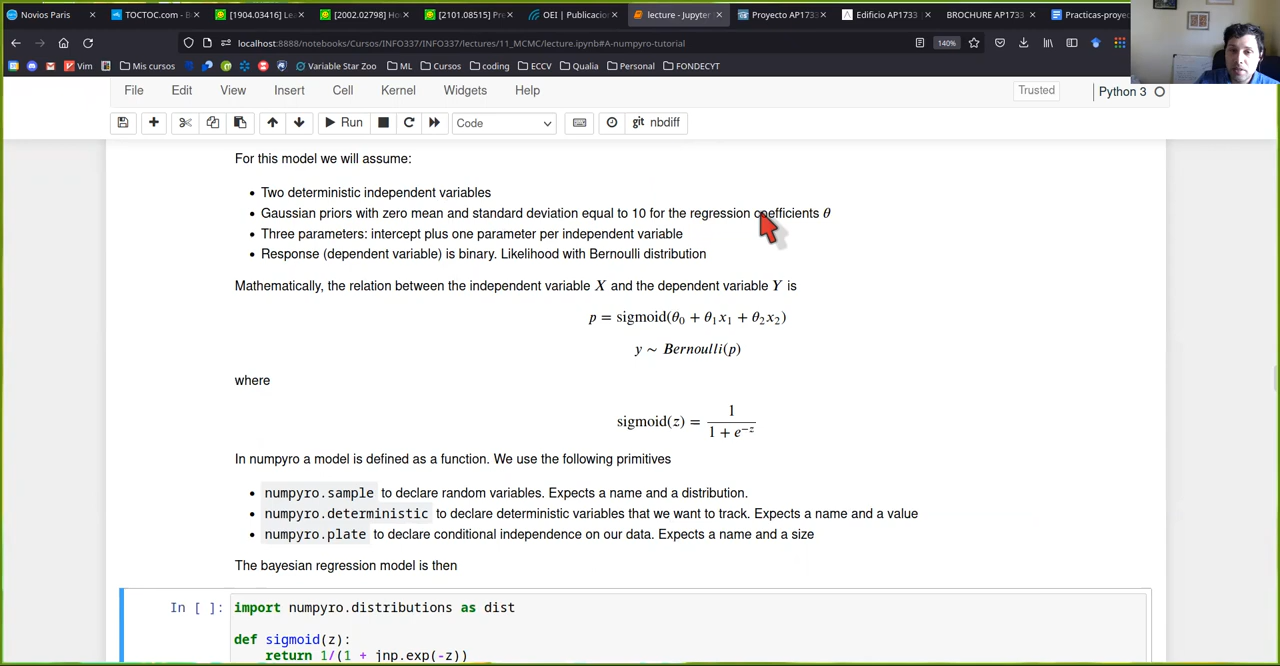 Novios Paris
TOCTOC.com - B
[1904.03416] Lea
[2002.02798] Ho
[2101.08515] Pre
OEI | Publicacion
lecture - Jupyter
Proyecto AP1733
Edificio AP1733 -
BROCHURE AP1733
Practicas-proye
localhost:8888/notebooks/Cursos/INFO337/INFO337/lectures/11_MCMC/lecture.ipynb#A-numpyro-tutorial
140%
Vim
Mis cursos
Variable Star Zoo
ML
Cursos
coding
ECCV
Qualia
Personal
FONDECYT
File Edit View Insert Cell Kernel Widgets Help
Trusted
Python 3
Run
Code
git nbdiff
For this model we will assume:
• Two deterministic independent variables
• Gaussian priors with zero mean and standard deviation equal to 10 for the regression coefficients θ
• Three parameters: intercept plus one parameter per independent variable
• Response (dependent variable) is binary. Likelihood with Bernoulli distribution
Mathematically, the relation between the independent variable X and the dependent variable Y is
p = sigmoid(θ₀ + θ₁x₁ + θ₂x₂)
y ∼ Bernoulli(p)
where
sigmoid(z) = 1 / (1 + e^{-z})
In numpyro a model is defined as a function. We use the following primitives
• numpyro.sample to declare random variables. Expects a name and a distribution.
• numpyro.deterministic to declare deterministic variables that we want to track. Expects a name and a value
• numpyro.plate to declare conditional independence on our data. Expects a name and a size
The bayesian regression model is then
In [ ]: import numpyro.distributions as dist
def sigmoid(z):
return 1/(1 + jnp.exp(-z))